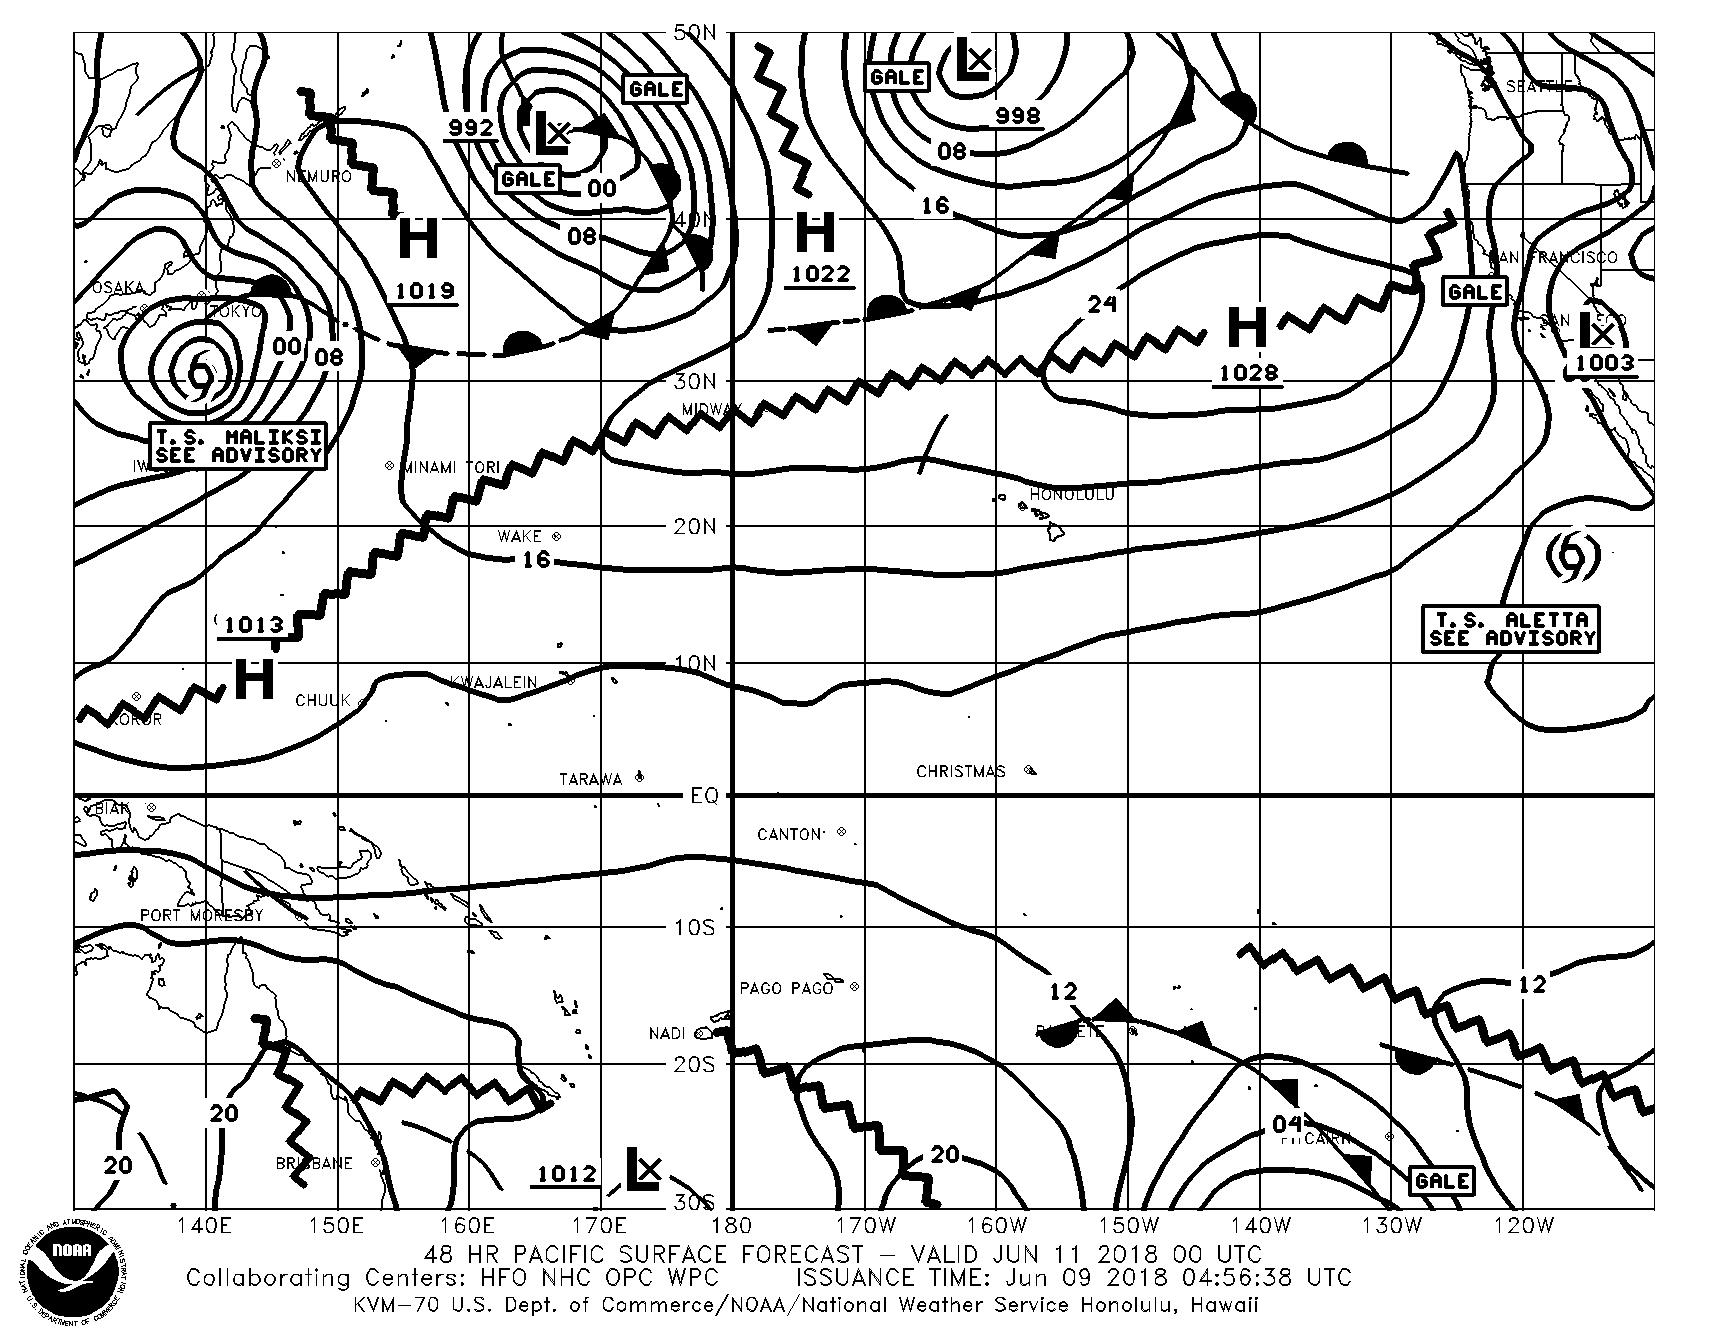 50N
GALE
GALE
SEATTLE
992
998
08
NEMURO
GALE
00
16
40N
08
1022
SAN FRANCISCO
OSAKA
1019
24
GALE
TOKYO
SAN
00
08
1028
1003
30N
MIDWAY
T.S. MALIKSI
SEE ADVISORY
MINAMI TORI
HONOLULU
20N
WAKE
16
1013
T.S. ALETTA
SEE ADVISORY
10N
KWAJALEIN
CHUUK
KOROR
TARAWA
CHRISTMAS
EQ
BIAK
CANTON
PORT MORESBY
10S
12
PAGO PAGO
12
NADI
20S
20
04
PITCAIRN
20
BRISBANE
1012
20
GALE
30S
140E 150E 160E 170E 180 170W 160W 150W 140W 130W 120W
NATIONAL OCEANIC AND ATMOSPHERIC ADMINISTRATION
NOAA
U.S. DEPARTMENT OF COMMERCE
48 HR PACIFIC SURFACE FORECAST – VALID JUN 11 2018 00 UTC
Collaborating Centers: HFO NHC OPC WPC ISSUANCE TIME: Jun 09 2018 04:56:38 UTC
KVM–70 U.S. Dept. of Commerce/NOAA/National Weather Service Honolulu, Hawaii